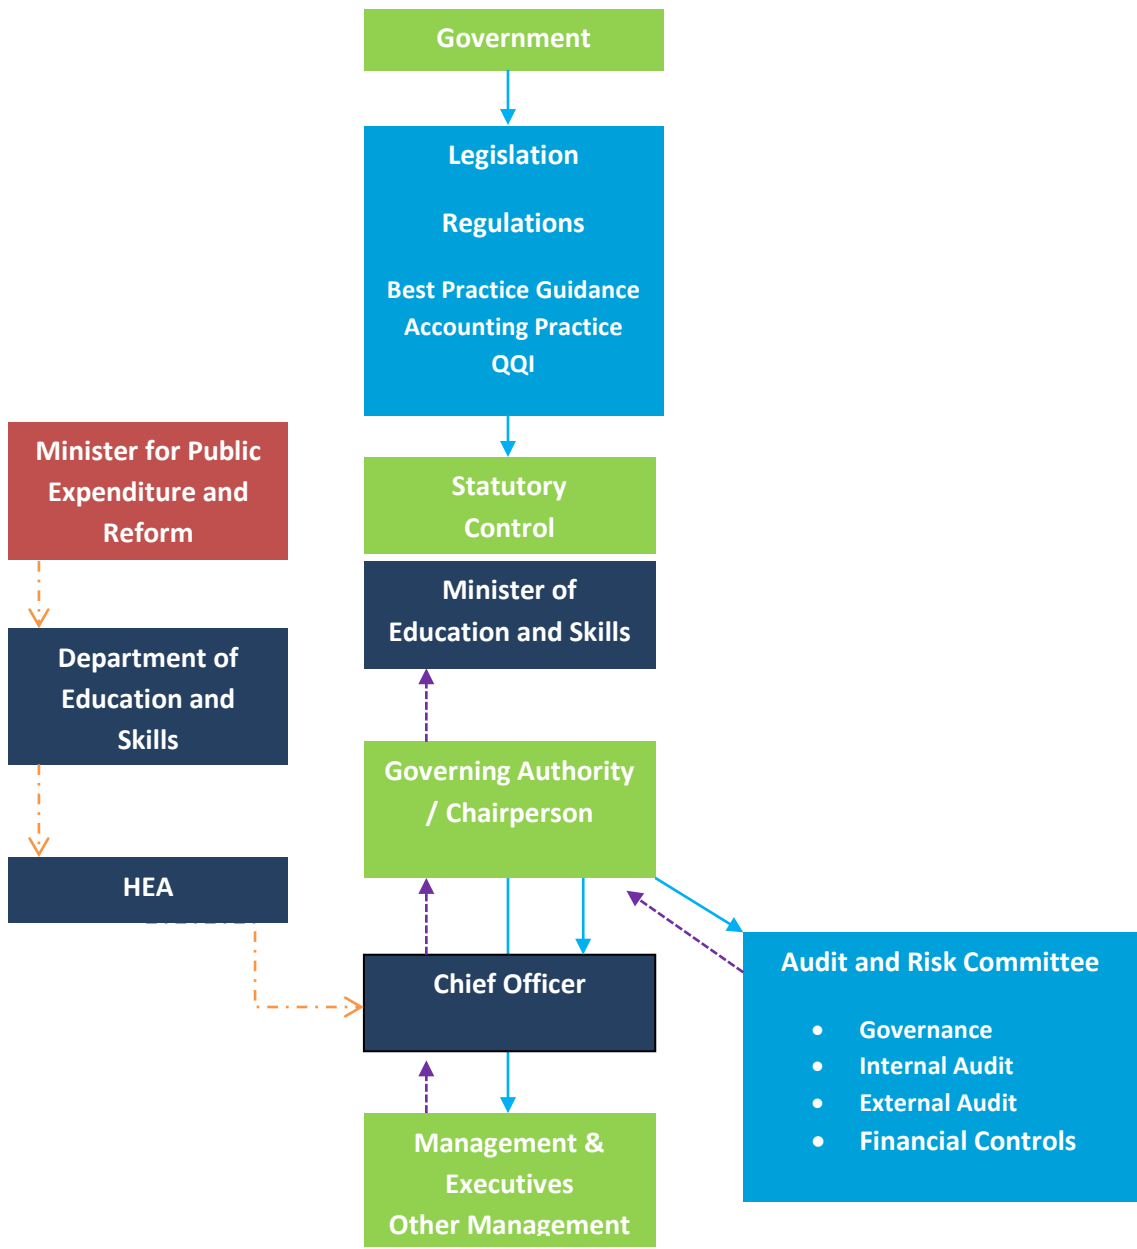 Government
Legislation
Regulations
Best Practice Guidance
Accounting Practice
QQI
Minister for Public
Expenditure and
Reform
Statutory
Control
Minister of
Education and Skills
Department of
Education and
Skills
Governing Authority
/ Chairperson
HEA
Chief Officer
Audit and Risk Committee
• Governance
• Internal Audit
• External Audit
• Financial Controls
Management &
Executives
Other Management